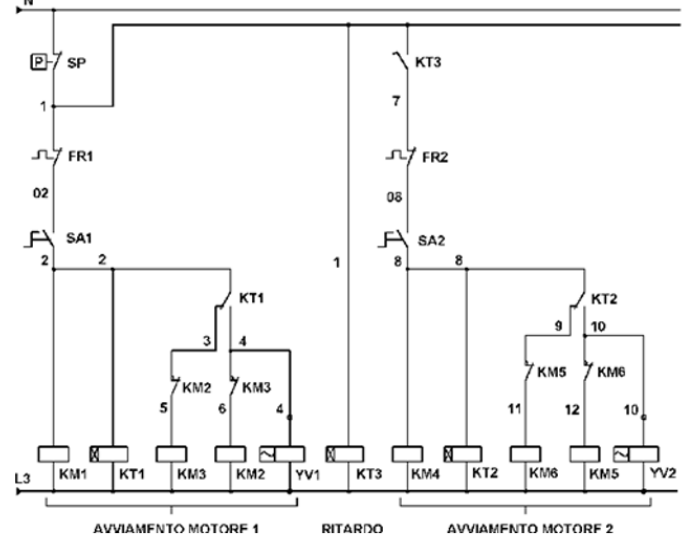 N
P SP KT3
1 7
FR1 FR2
02 08
SA1 SA2
2 2 1 8 8
KT1 KT2
3 4 9 10
KM2 KM3 KM5 KM6
5 6 4 11 12 10
L3 KM1 KT1 KM3 KM2 YV1 KT3 KM4 KT2 KM6 KM5 YV2
AVVIAMENTO MOTORE 1 RITARDO AVVIAMENTO MOTORE 2